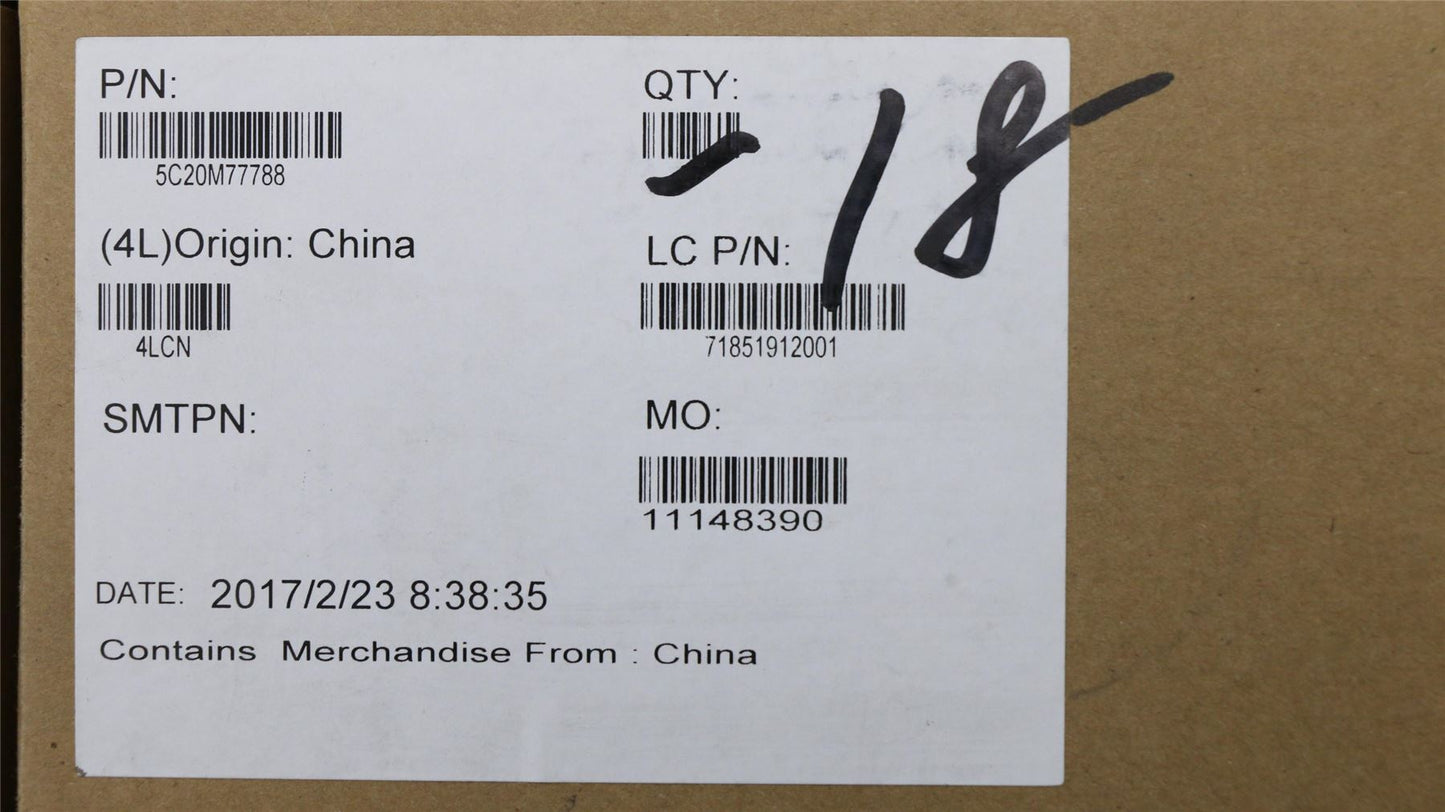 P/N:
5C20M77788
QTY:
- 18 -
(4L)Origin: China
4LCN
LC P/N:
71851912001
SMTPN:
MO:
11148390
DATE: 2017/2/23 8:38:35
Contains Merchandise From : China